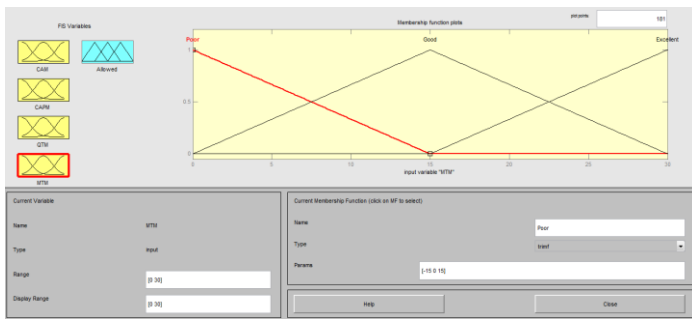 FIS Variables
CAM
Allowed
CAPM
QTM
MTM
Membership function plots
plot points:
181
Poor
Good
Excellent
1
0.5
0
0
5
10
15
20
25
30
input variable "MTM"
Current Variable
Name
MTM
Type
input
Range
[0 30]
Display Range
[0 30]
Current Membership Function (click on MF to select)
Name
Poor
Type
trimf
Params
[-15 0 15]
Help
Close